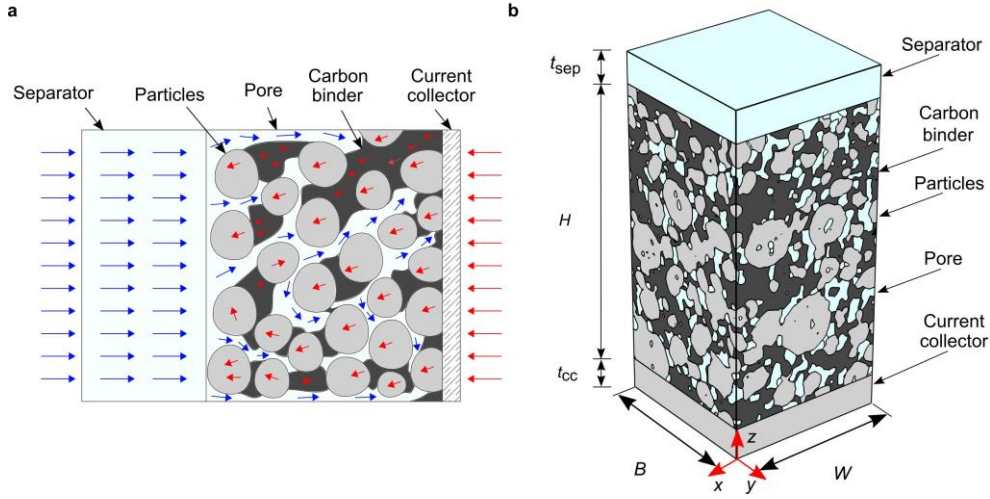 a
Separator
Particles
Pore
Carbon
binder
Current
collector
b
t_sep
Separator
Carbon
binder
H
Particles
Pore
Current
collector
t_cc
z
x
y
B
W